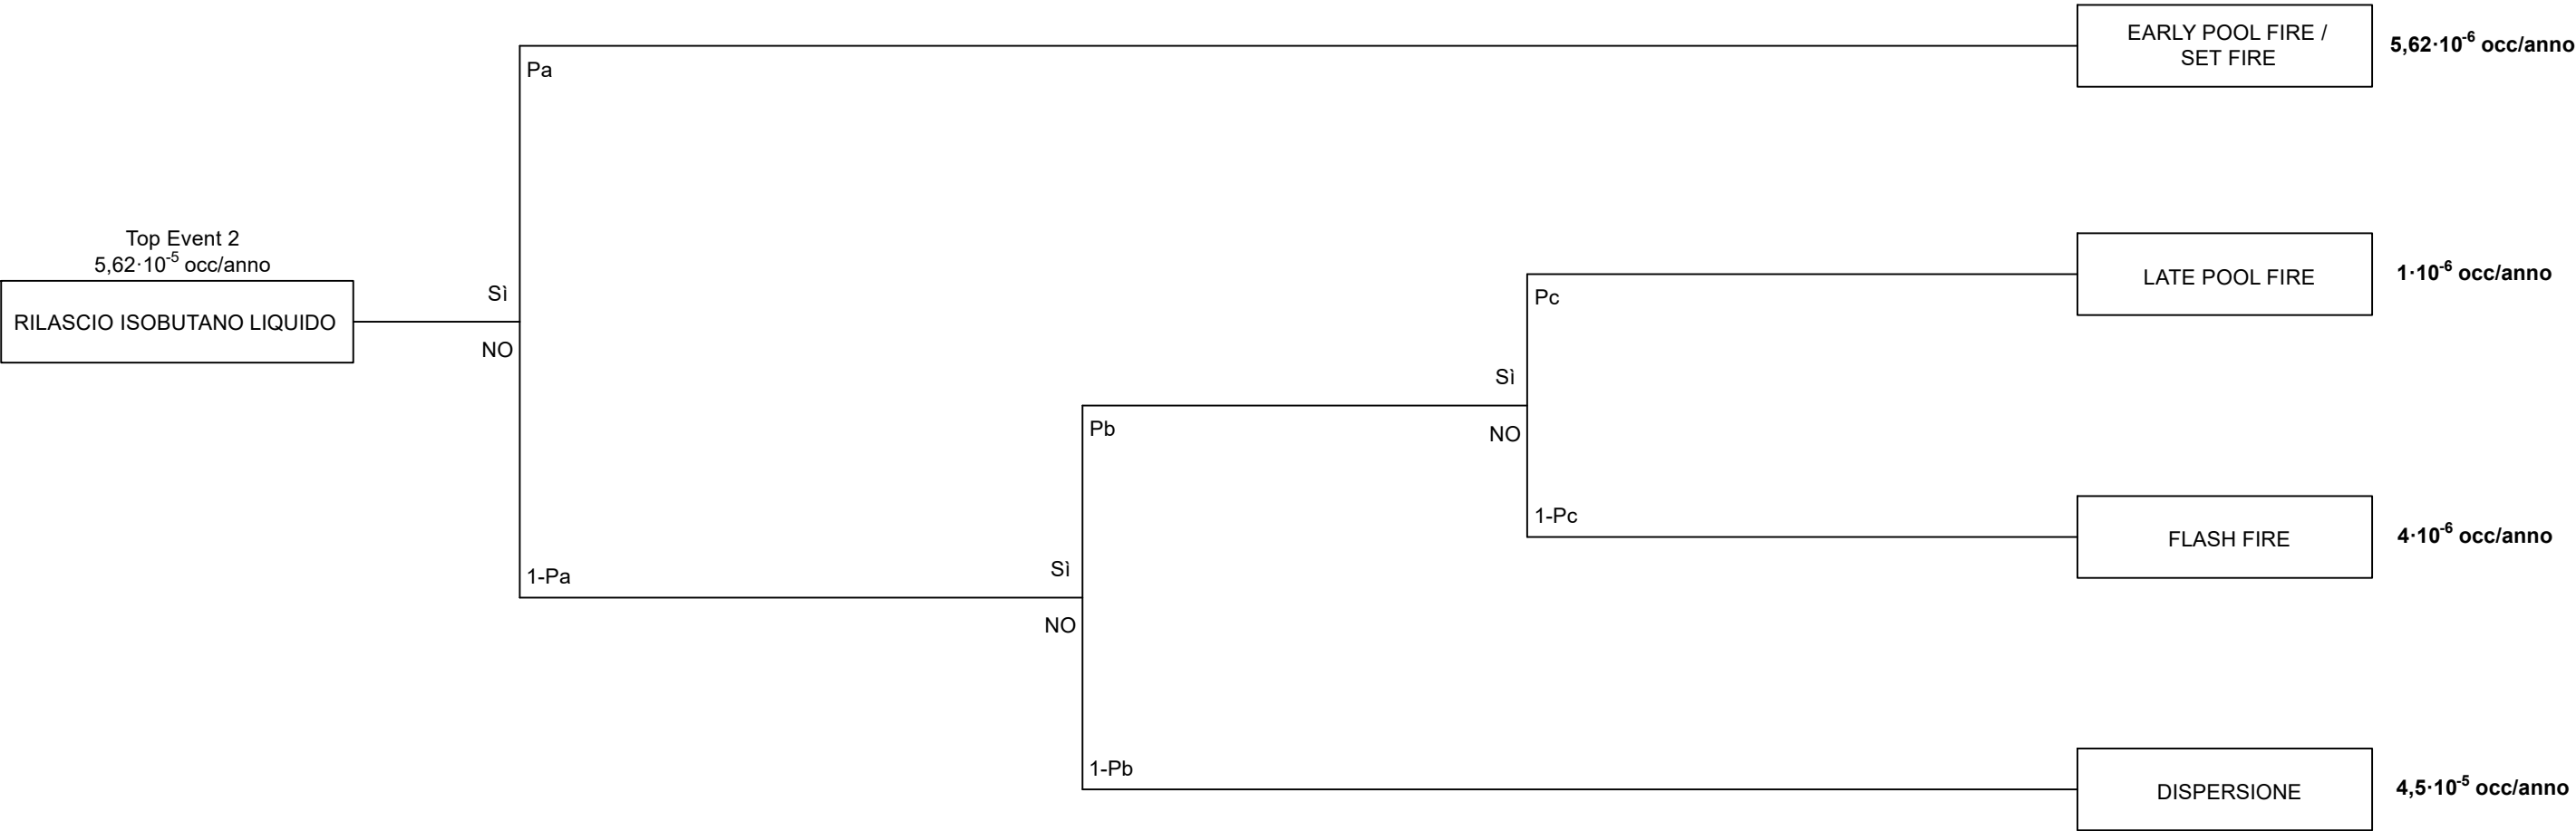 EARLY POOL FIRE /
SET FIRE
5,62·10⁻⁶ occ/anno
Pa
Top Event 2
5,62·10⁻⁵ occ/anno
RILASCIO ISOBUTANO LIQUIDO
Sì
NO
LATE POOL FIRE
1·10⁻⁶ occ/anno
Pc
Sì
NO
Pb
1-Pc
FLASH FIRE
4·10⁻⁶ occ/anno
1-Pa
Sì
NO
1-Pb
DISPERSIONE
4,5·10⁻⁵ occ/anno